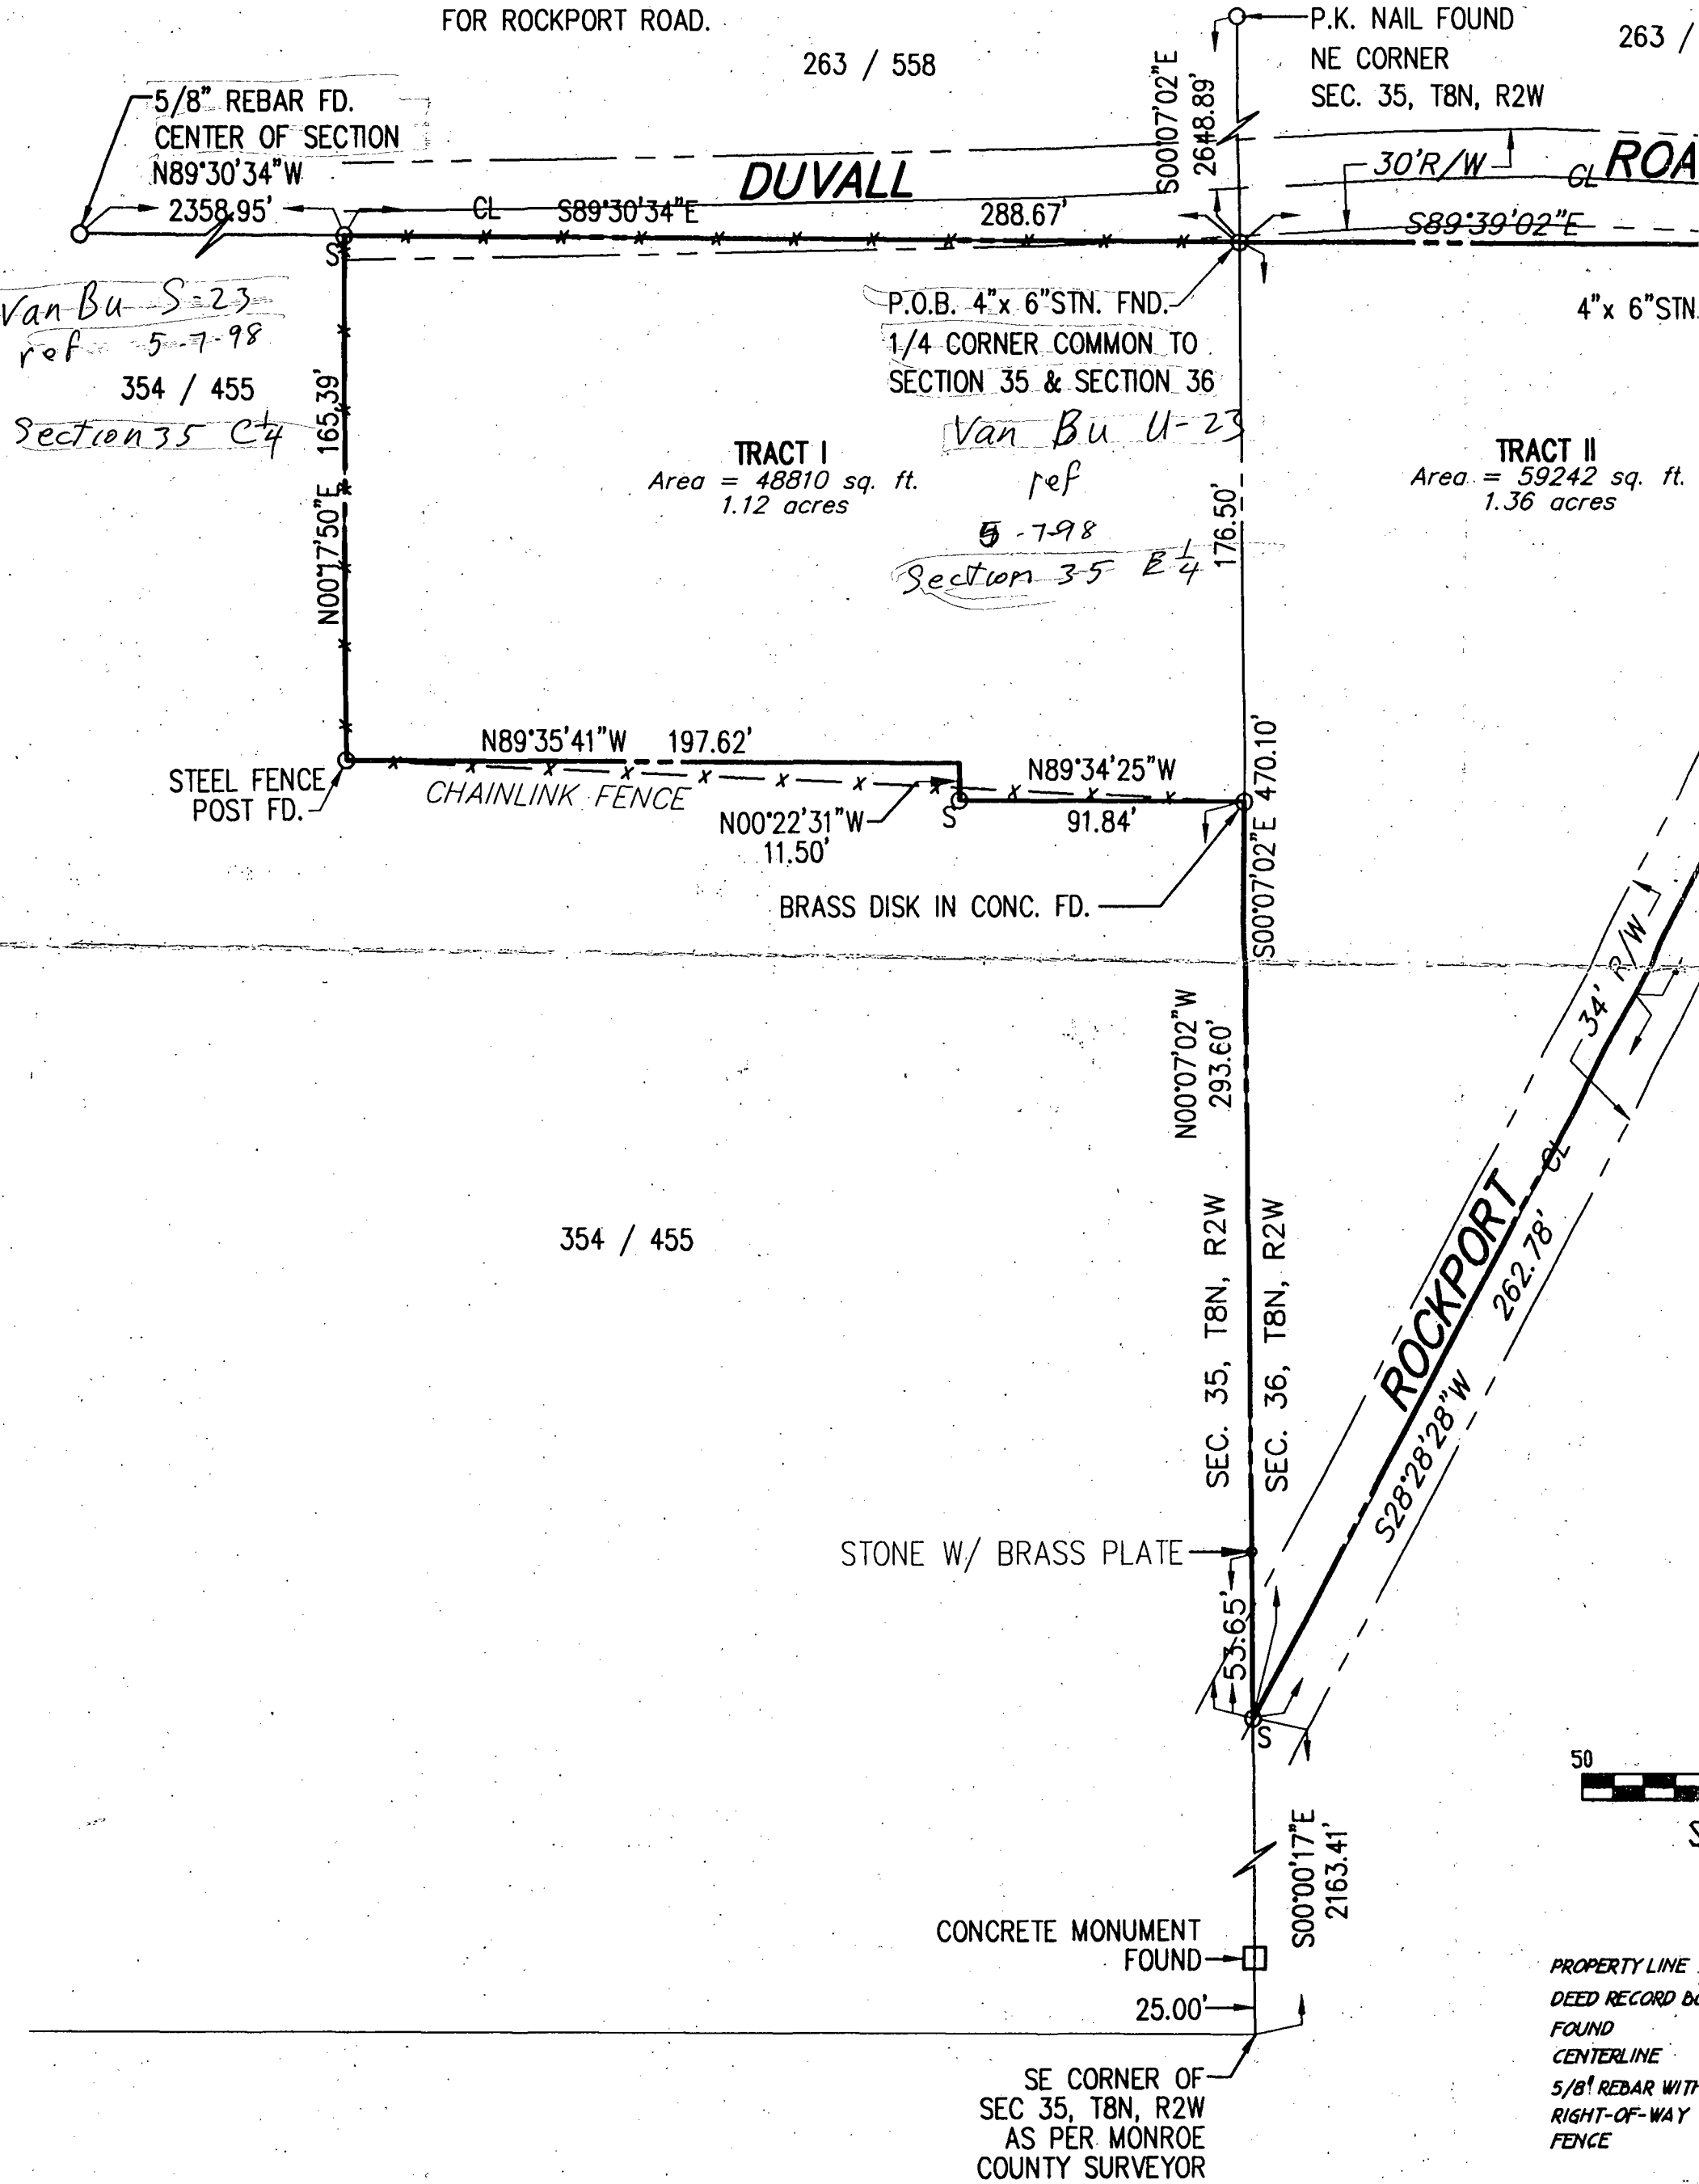 FOR ROCKPORT ROAD.
263 / 558
P.K. NAIL FOUND
NE CORNER
SEC. 35, T8N, R2W
263 /
5/8" REBAR FD.
CENTER OF SECTION
N89°30'34"W
2358.95'
S00°07'02"E
2648.89'
DUVALL
30'R/W
CL
ROA
CL
S89°30'34"E
288.67'
S89°39'02"E
S
Van Bu S-23
ref 5-7-98
354 / 455
Section 35 C 1/4
P.O.B. 4"x 6"STN. FND.
1/4 CORNER COMMON TO
SECTION 35 & SECTION 36
4"x 6"STN.
Van Bu U-23
ref
5-7-98
Section 35 E 1/4
N00°17'50"E 165.39'
TRACT I
Area = 48810 sq. ft.
1.12 acres
176.50'
TRACT II
Area = 59242 sq. ft.
1.36 acres
N89°35'41"W 197.62'
STEEL FENCE
POST FD.
CHAINLINK FENCE
N00°22'31"W
11.50'
S
N89°34'25"W
91.84'
S00°07'02"E 470.10'
BRASS DISK IN CONC. FD.
34' R/W
N00°07'02"W
293.60'
354 / 455
SEC. 35, T8N, R2W
SEC. 36, T8N, R2W
ROCKPORT
CL
262.78'
S28°28'28"W
STONE W/ BRASS PLATE
53.65'
S
50
S00°00'17"E
2163.41'
CONCRETE MONUMENT
FOUND
25.00'
SE CORNER OF
SEC 35, T8N, R2W
AS PER MONROE
COUNTY SURVEYOR
PROPERTY LINE
DEED RECORD
FOUND
CENTERLINE
5/8" REBAR WITH
RIGHT-OF-WAY
FENCE